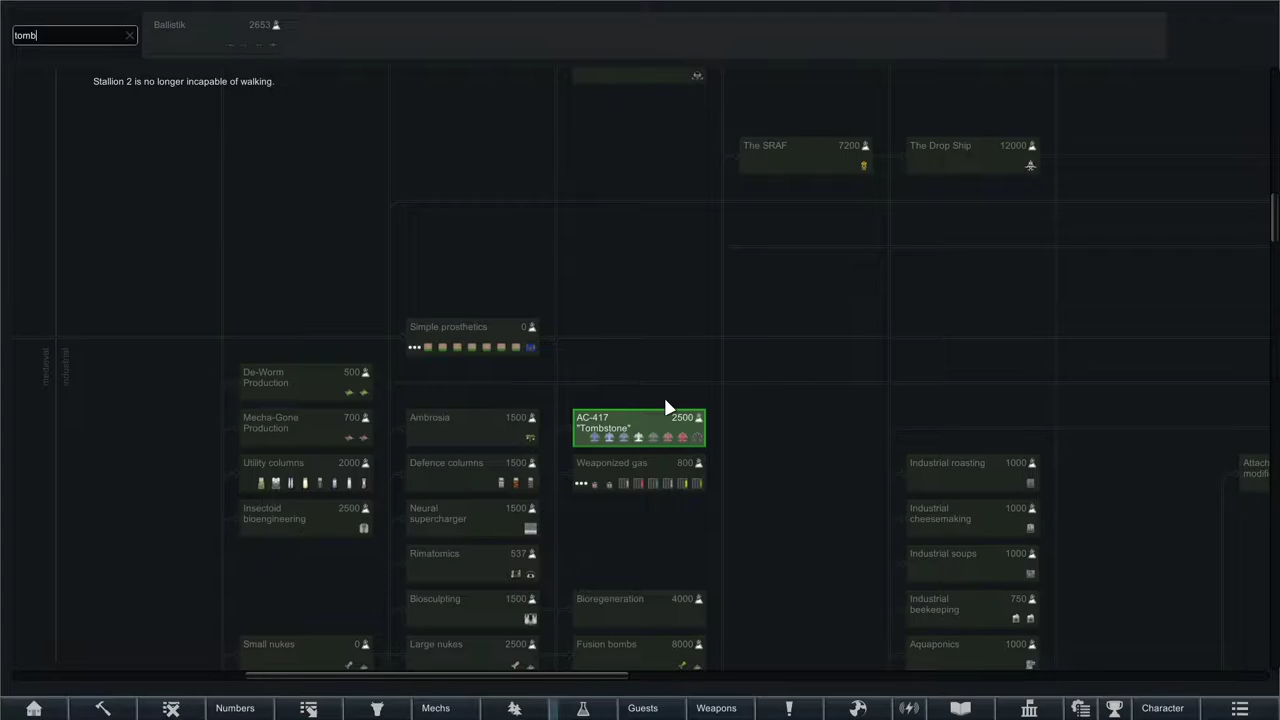 Ballistik 2653
tomb
Stallion 2 is no longer incapable of walking.
The SRAF 7200
The Drop Ship 12000
Simple prosthetics 0
medieval
industrial
De-Worm
Production 500
Mecha-Gone
Production 700
Ambrosia 1500
AC-417
"Tombstone" 2500
Utility columns 2000
Defence columns 1500
Weaponized gas 800
Industrial roasting 1000
Attach
modifi
Insectoid
bioengineering 2500
Neural
supercharger 1500
Industrial
cheesemaking 1000
Rimatomics 537
Industrial soups 1000
Biosculpting 1500
Bioregeneration 4000
Industrial
beekeeping 750
Small nukes 0
Large nukes 2500
Fusion bombs 8000
Aquaponics 1000
Numbers
Mechs
Guests
Weapons
Character